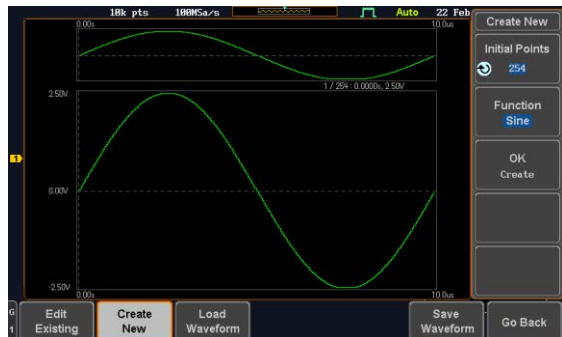 10k pts 100MSa/s Auto 22 Feb
Create New
0.00s 10.0us
Initial Points
254
1 / 254 : 0.0000s, 2.50V
2.50V
Function
Sine
1
OK
Create
0.00V
-2.50V
0.00s 10.0us
G
1
Edit
Existing
Create
New
Load
Waveform
Save
Waveform
Go Back